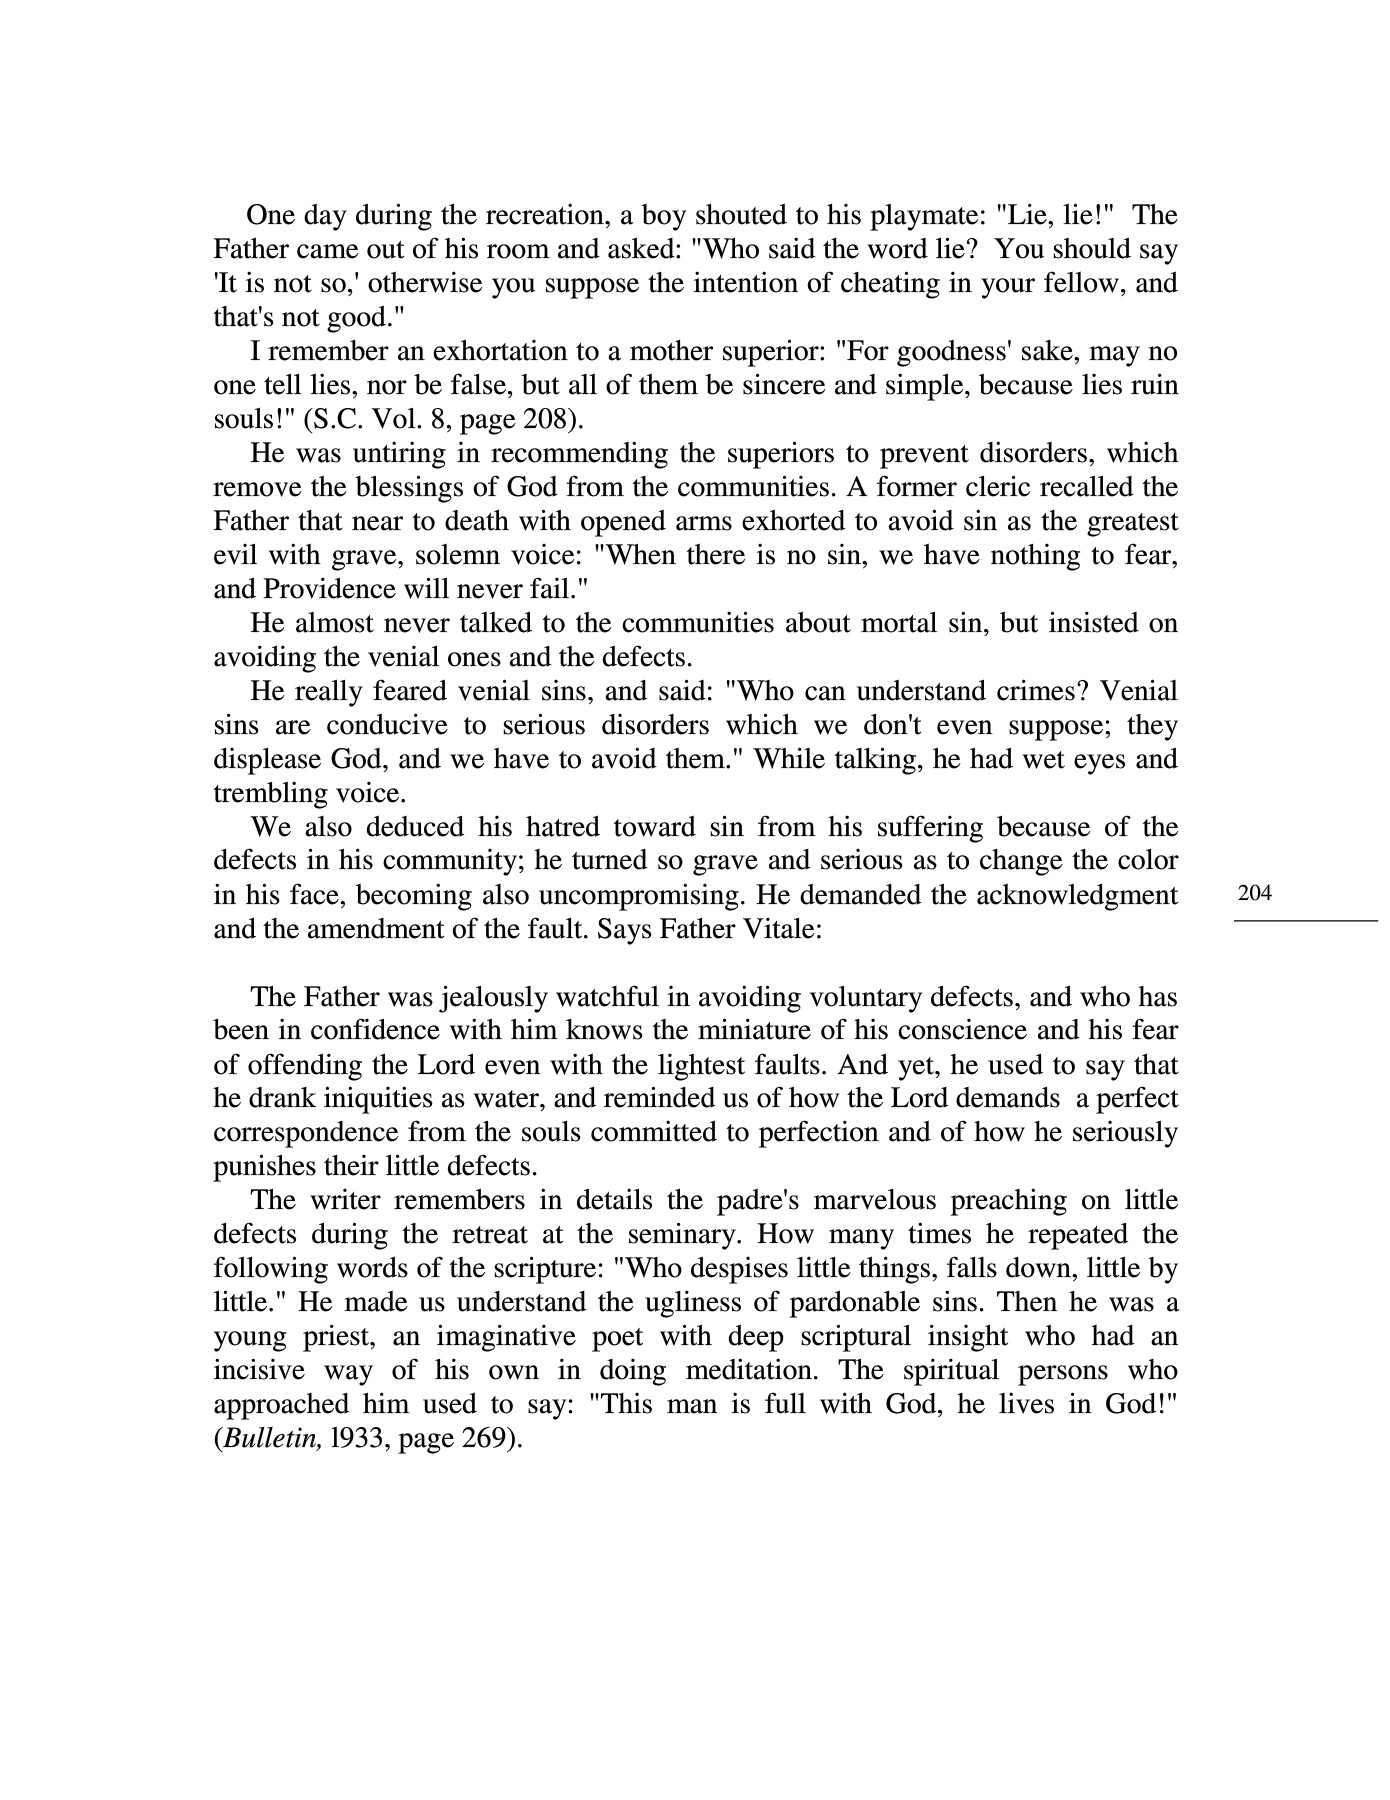 One day during the recreation, a boy shouted to his playmate: "Lie, lie!"  The
Father came out of his room and asked: "Who said the word lie?  You should say
'It is not so,' otherwise you suppose the intention of cheating in your fellow, and
that's not good."
I remember an exhortation to a mother superior: "For goodness' sake, may no
one tell lies, nor be false, but all of them be sincere and simple, because lies ruin
souls!" (S.C. Vol. 8, page 208).
He was untiring in recommending the superiors to prevent disorders, which
remove the blessings of God from the communities. A former cleric recalled the
Father that near to death with opened arms exhorted to avoid sin as the greatest
evil with grave, solemn voice: "When there is no sin, we have nothing to fear,
and Providence will never fail."
He almost never talked to the communities about mortal sin, but insisted on
avoiding the venial ones and the defects.
He really feared venial sins, and said: "Who can understand crimes? Venial
sins are conducive to serious disorders which we don't even suppose; they
displease God, and we have to avoid them." While talking, he had wet eyes and
trembling voice.
We also deduced his hatred toward sin from his suffering because of the
defects in his community; he turned so grave and serious as to change the color
in his face, becoming also uncompromising. He demanded the acknowledgment
and the amendment of the fault. Says Father Vitale:
204
The Father was jealously watchful in avoiding voluntary defects, and who has
been in confidence with him knows the miniature of his conscience and his fear
of offending the Lord even with the lightest faults. And yet, he used to say that
he drank iniquities as water, and reminded us of how the Lord demands  a perfect
correspondence from the souls committed to perfection and of how he seriously
punishes their little defects.
The writer remembers in details the padre's marvelous preaching on little
defects during the retreat at the seminary. How many times he repeated the
following words of the scripture: "Who despises little things, falls down, little by
little." He made us understand the ugliness of pardonable sins. Then he was a
young priest, an imaginative poet with deep scriptural insight who had an
incisive way of his own in doing meditation. The spiritual persons who
approached him used to say: "This man is full with God, he lives in God!"
(Bulletin, 1933, page 269).